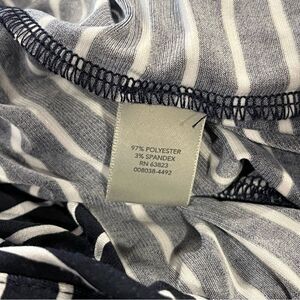 97% POLYESTER
3% SPANDEX
RN 63823
008038-4492